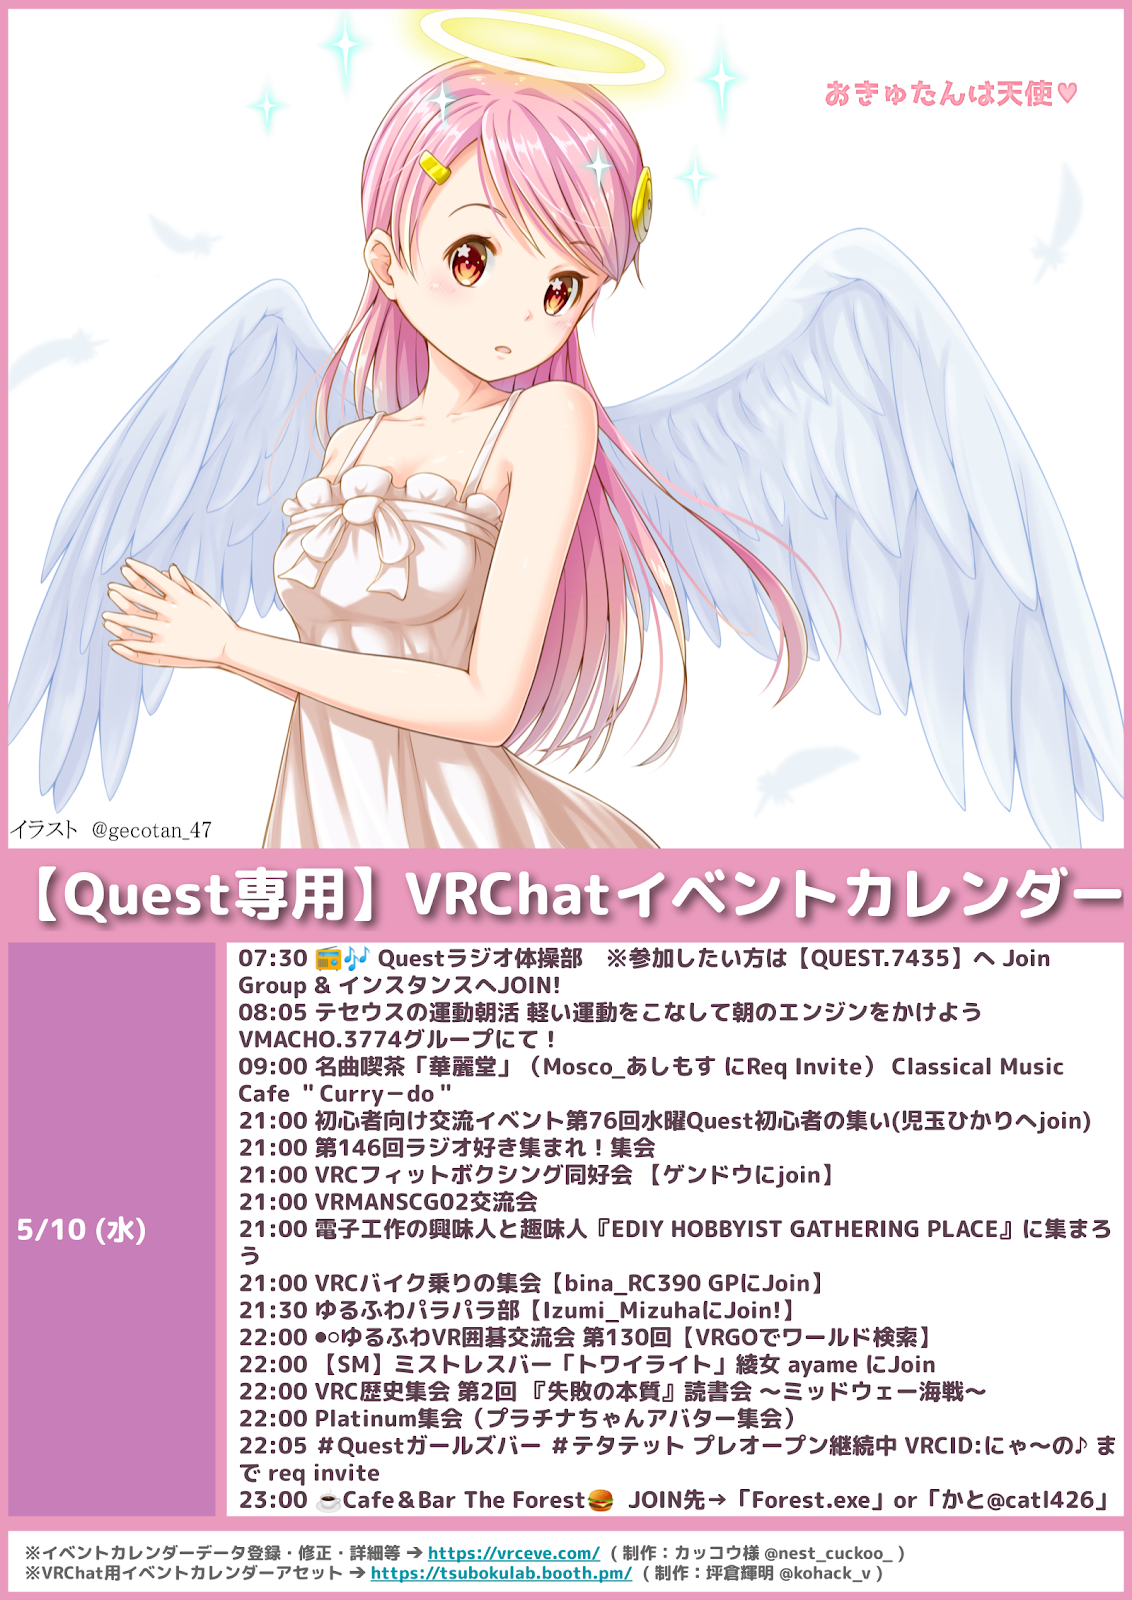 おきゅたんは天使♥
イラスト @gecotan_47
【Quest専用】VRChatイベントカレンダー
5/10 (水)
07:30 📻🎶 Questラジオ体操部　※参加したい方は【QUEST.7435】へ Join
Group & インスタンスへJOIN!
08:05 テセウスの運動朝活 軽い運動をこなして朝のエンジンをかけよう
VMACHO.3774グループにて！
09:00 名曲喫茶「華麗堂」（Mosco_あしもす にReq Invite） Classical Music
Cafe ＂Curry－do＂
21:00 初心者向け交流イベント第76回水曜Quest初心者の集い(児玉ひかりへjoin)
21:00 第146回ラジオ好き集まれ！集会
21:00 VRCフィットボクシング同好会 【ゲンドウにjoin】
21:00 VRMANSCG02交流会
21:00 電子工作の興味人と趣味人『EDIY HOBBYIST GATHERING PLACE』に集まろ
う
21:00 VRCバイク乗りの集会【bina_RC390 GPにJoin】
21:30 ゆるふわパラパラ部【Izumi_MizuhaにJoin!】
22:00 ●○ゆるふわVR囲碁交流会 第130回【VRGOでワールド検索】
22:00 【SM】ミストレスバー「トワイライト」綾女 ayame にJoin
22:00 VRC歴史集会 第2回 『失敗の本質』読書会 ～ミッドウェー海戦～
22:00 Platinum集会（プラチナちゃんアバター集会）
22:05 ＃Questガールズバー ＃テタテット プレオープン継続中 VRCID:にゃ～の♪ ま
で req invite
23:00 ☕Cafe＆Bar The Forest🍔 JOIN先→「Forest.exe」or「かと@catl426」
※イベントカレンダーデータ登録・修正・詳細等 ➔ https://vrceve.com/ ( 制作：カッコウ様 @nest_cuckoo_ )
※VRChat用イベントカレンダーアセット ➔ https://tsubokulab.booth.pm/ ( 制作：坪倉輝明 @kohack_v )